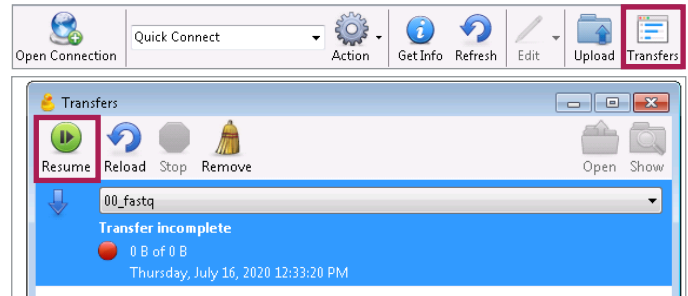 Quick Connect
Open Connection Action Get Info Refresh Edit Upload Transfers
Transfers
Resume Reload Stop Remove Open Show
00_fastq
Transfer incomplete
0 B of 0 B
Thursday, July 16, 2020 12:33:20 PM